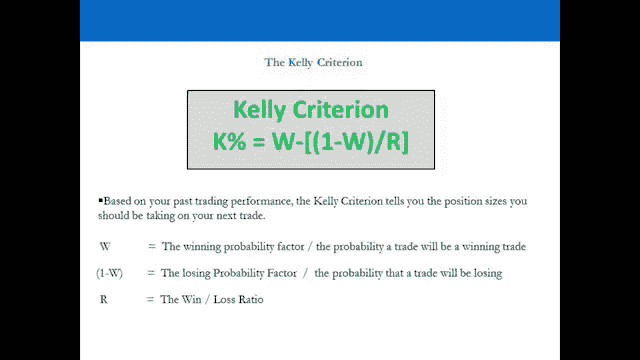 The Kelly Criterion
Kelly Criterion
K% = W-[(1-W)/R]
▪Based on your past trading performance, the Kelly Criterion tells you the position sizes you
should be taking on your next trade.
W = The winning probability factor / the probability a trade will be a winning trade
(1-W) = The losing Probability Factor / the probability that a trade will be losing
R = The Win / Loss Ratio